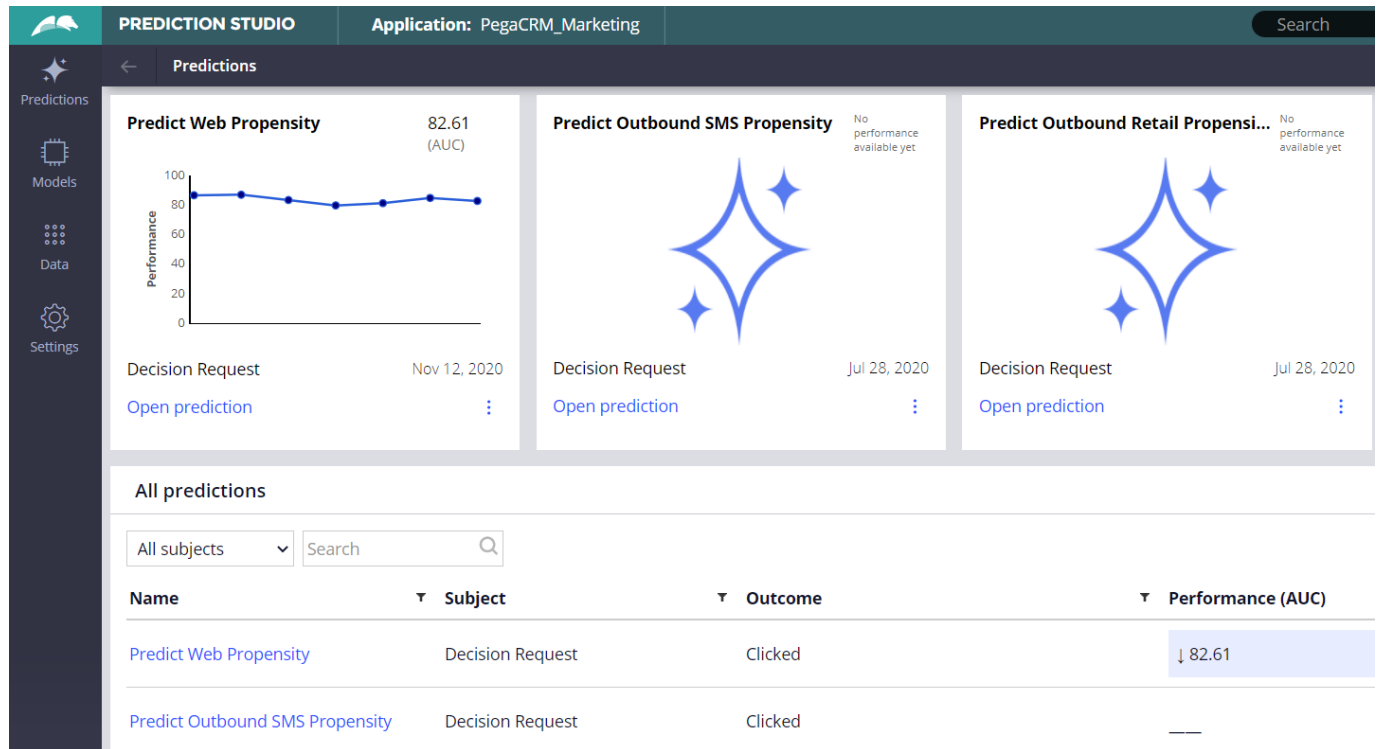 PREDICTION STUDIO
Application: PegaCRM_Marketing
Search
Predictions
Predictions
Models
Data
Settings
Predict Web Propensity
82.61
(AUC)
100
80
60
40
20
0
Performance
Decision Request
Nov 12, 2020
Open prediction
Predict Outbound SMS Propensity
No
performance
available yet
Decision Request
Jul 28, 2020
Open prediction
Predict Outbound Retail Propensi...
No
performance
available yet
Decision Request
Jul 28, 2020
Open prediction
All predictions
All subjects
Search
Name Subject Outcome Performance (AUC)
Predict Web Propensity Decision Request Clicked ↓ 82.61
Predict Outbound SMS Propensity Decision Request Clicked __